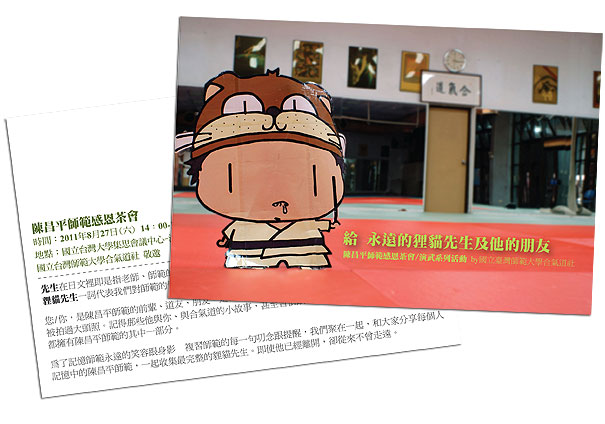 合氣道
給 永遠的狸貓先生及他的朋友
陳昌平師範感恩茶會/演武系列活動 by國立臺灣師範大學合氣道社
陳昌平師範感恩茶會
時間：2011年8月27日(六) 14：00-
地點：國立台灣大學集思會議中心-
國立台灣師範大學合氣道社 敬邀
先生在日文裡即是指老師、師範的
狸貓先生一詞代表我們對師範的
您/你，是陳昌平師範的前輩、道友、朋友
被拍過大頭照。記得那些他與你、與合氣道的小故事，甚至
都擁有陳昌平師範的其中一部分。
為了記憶師範永遠的笑容跟身影 複習師範的每一句叨念跟提醒，我們聚在一起，和大家分享每個人
記憶中的陳昌平師範，一起收集最完整的狸貓先生。即使他已經離開，卻從來不曾走遠。